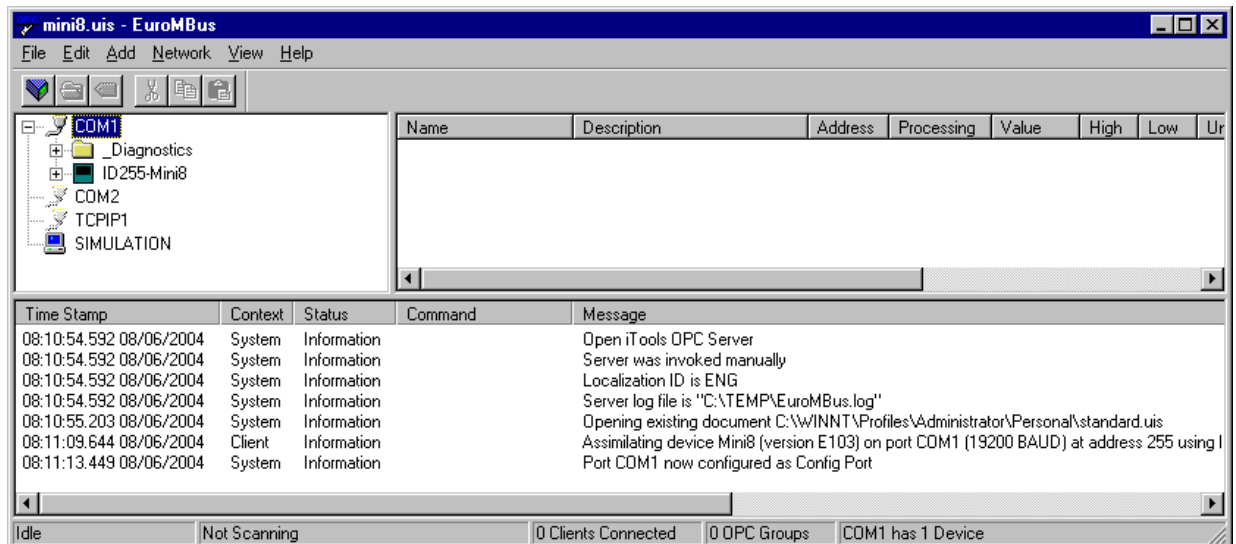 mini8.uis - EuroMBus
File Edit Add Network View Help
COM1
_Diagnostics
ID255-Mini8
COM2
TCPIP1
SIMULATION
Name Description Address Processing Value High Low Ur
Time Stamp Context Status Command Message
08:10:54.592 08/06/2004 System Information Open iTools OPC Server
08:10:54.592 08/06/2004 System Information Server was invoked manually
08:10:54.592 08/06/2004 System Information Localization ID is ENG
08:10:54.592 08/06/2004 System Information Server log file is "C:\TEMP\EuroMBus.log"
08:10:55.203 08/06/2004 System Information Opening existing document C:\WINNT\Profiles\Administrator\Personal\standard.uis
08:11:09.644 08/06/2004 Client Information Assimilating device Mini8 (version E103) on port COM1 (19200 BAUD) at address 255 using I
08:11:13.449 08/06/2004 System Information Port COM1 now configured as Config Port
Idle Not Scanning 0 Clients Connected 0 OPC Groups COM1 has 1 Device